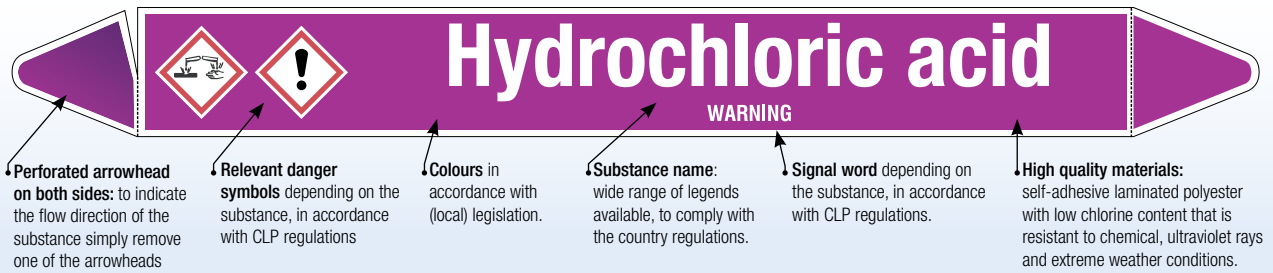 Hydrochloric acid
WARNING
Perforated arrowhead
on both sides: to indicate
the flow direction of the
substance simply remove
one of the arrowheads
Relevant danger
symbols depending on the
substance, in accordance
with CLP regulations
Colours in
accordance with
(local) legislation.
Substance name:
wide range of legends
available, to comply with
the country regulations.
Signal word depending on
the substance, in accordance
with CLP regulations.
High quality materials:
self-adhesive laminated polyester
with low chlorine content that is
resistant to chemical, ultraviolet rays
and extreme weather conditions.